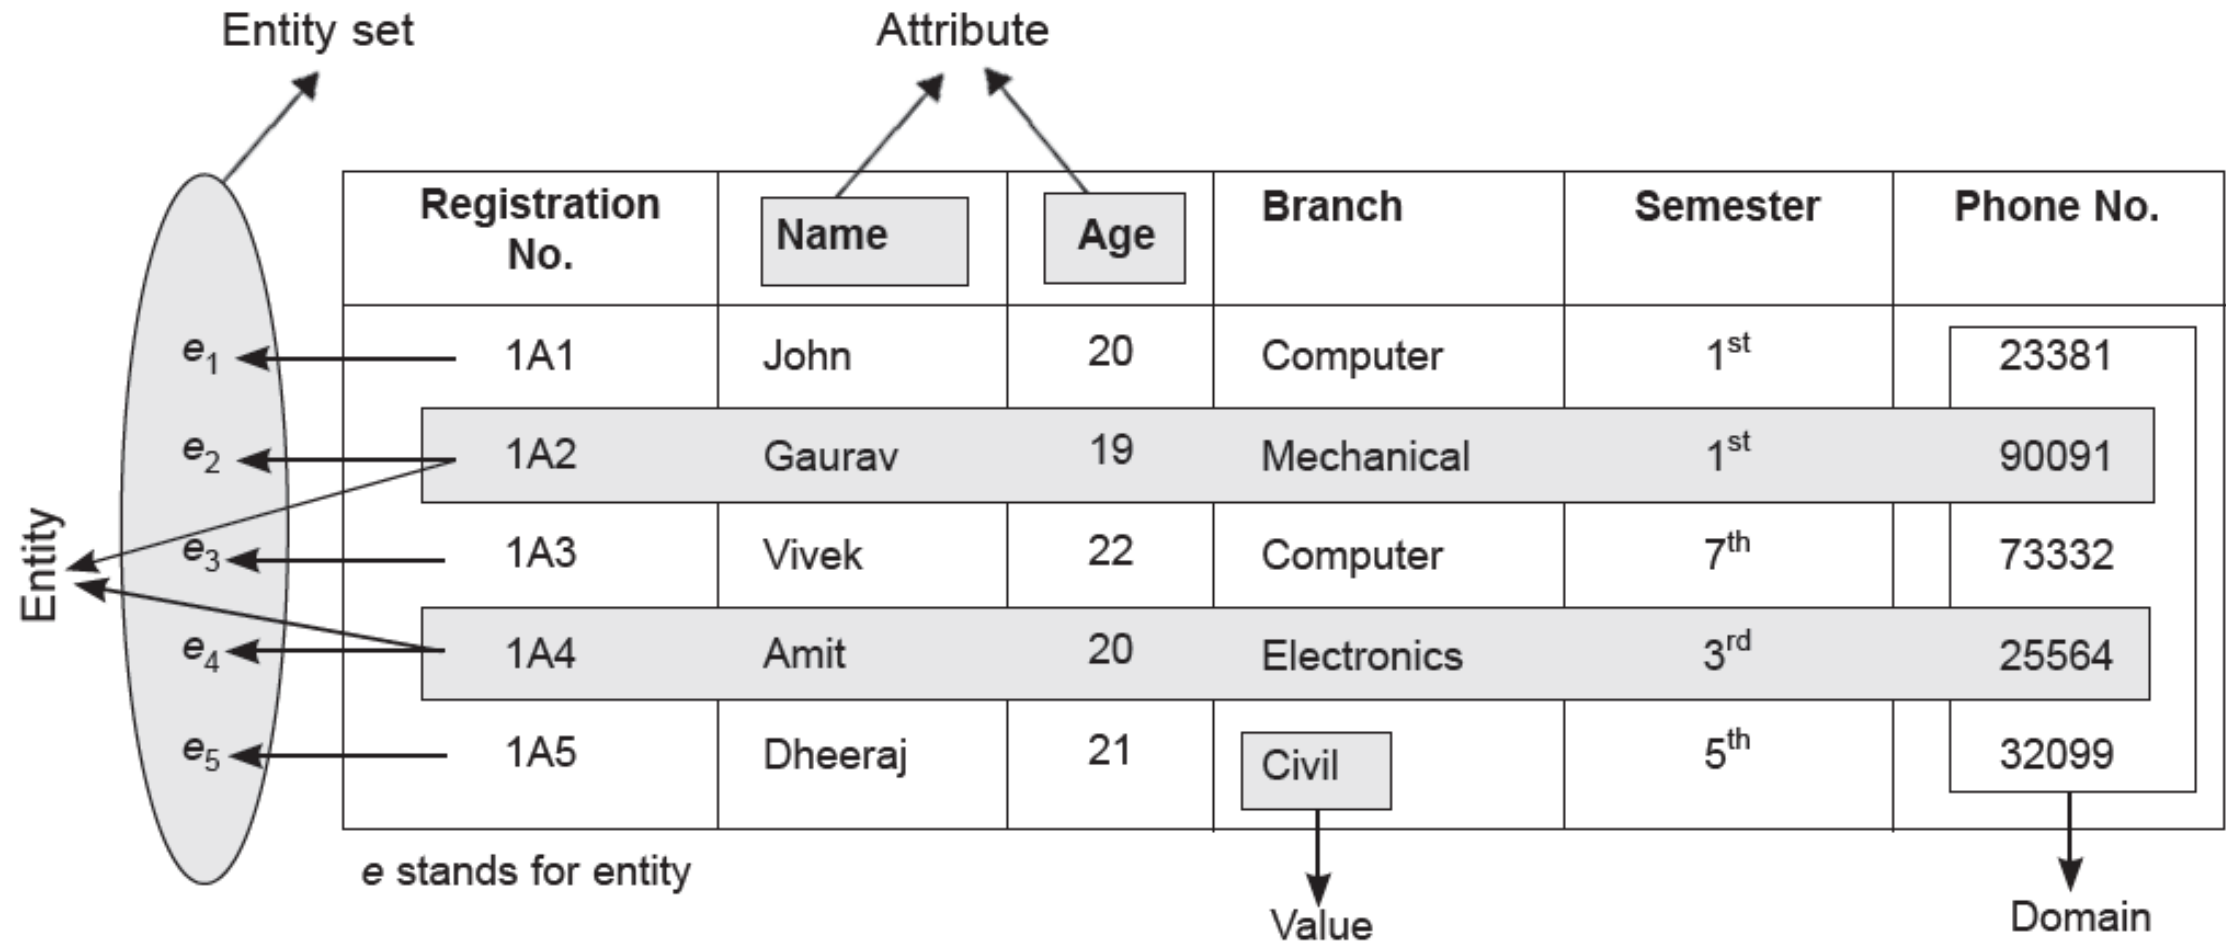 Entity set
Attribute
Registration No.
Name
Age
Branch
Semester
Phone No.
e1 1A1 John 20 Computer 1st 23381
e2 1A2 Gaurav 19 Mechanical 1st 90091
Entity
e3 1A3 Vivek 22 Computer 7th 73332
e4 1A4 Amit 20 Electronics 3rd 25564
e5 1A5 Dheeraj 21 Civil 5th 32099
e stands for entity
Value
Domain